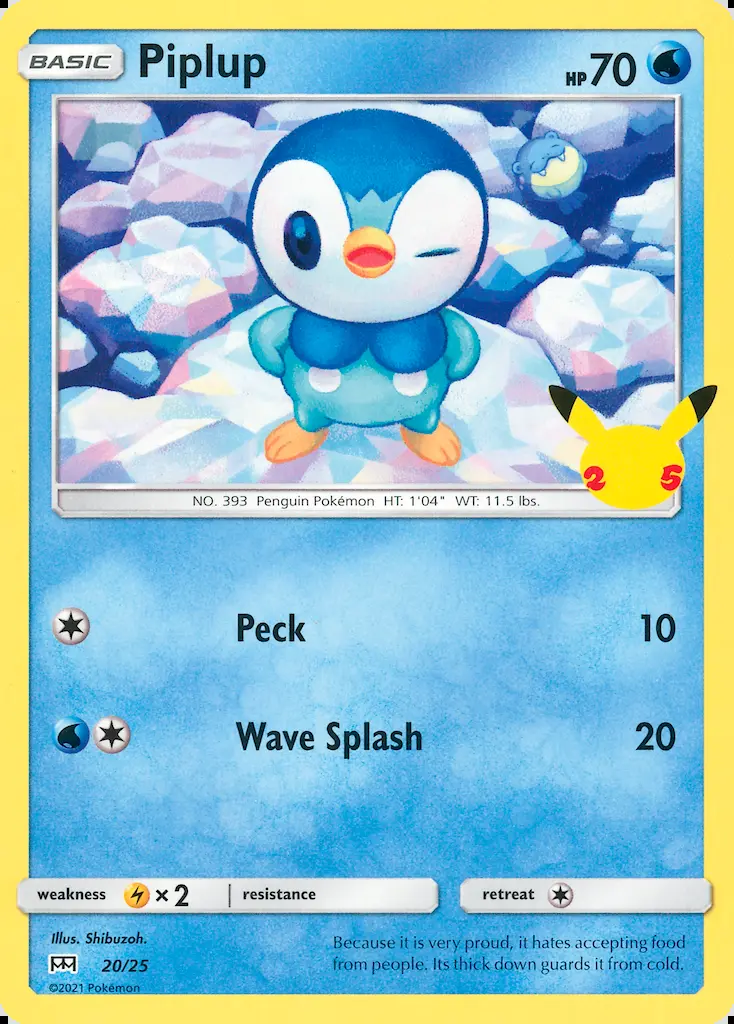 BASIC Piplup HP 70
25
NO. 393 Penguin Pokémon HT: 1'04" WT: 11.5 lbs.
Peck 10
Wave Splash 20
weakness ×2 resistance retreat
Illus. Shibuzoh.
20/25
©2021 Pokémon
Because it is very proud, it hates accepting food
from people. Its thick down guards it from cold.